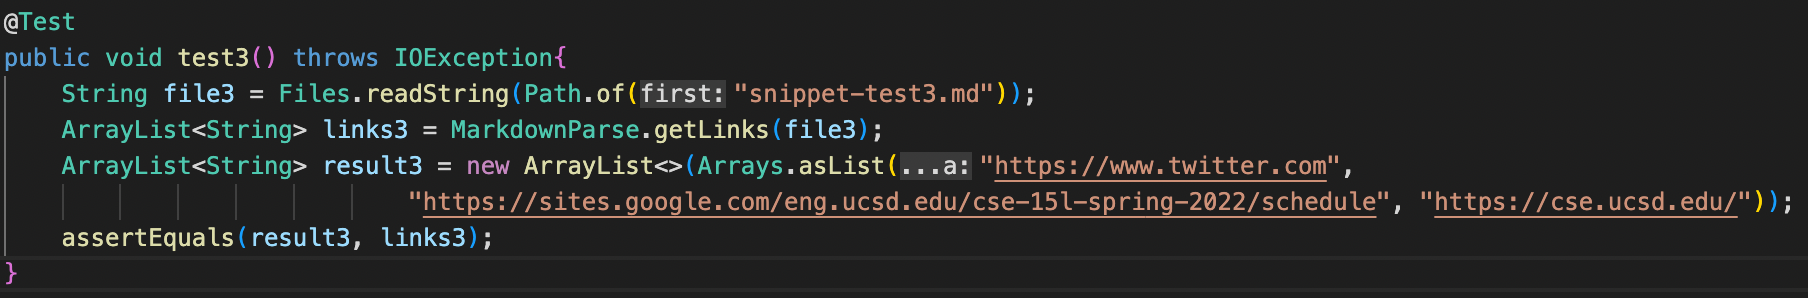 @Test
public void test3() throws IOException{
String file3 = Files.readString(Path.of(first: "snippet-test3.md"));
ArrayList<String> links3 = MarkdownParse.getLinks(file3);
ArrayList<String> result3 = new ArrayList<>(Arrays.asList(...a: "https://www.twitter.com",
"https://sites.google.com/eng.ucsd.edu/cse-15l-spring-2022/schedule", "https://cse.ucsd.edu/"));
assertEquals(result3, links3);
}